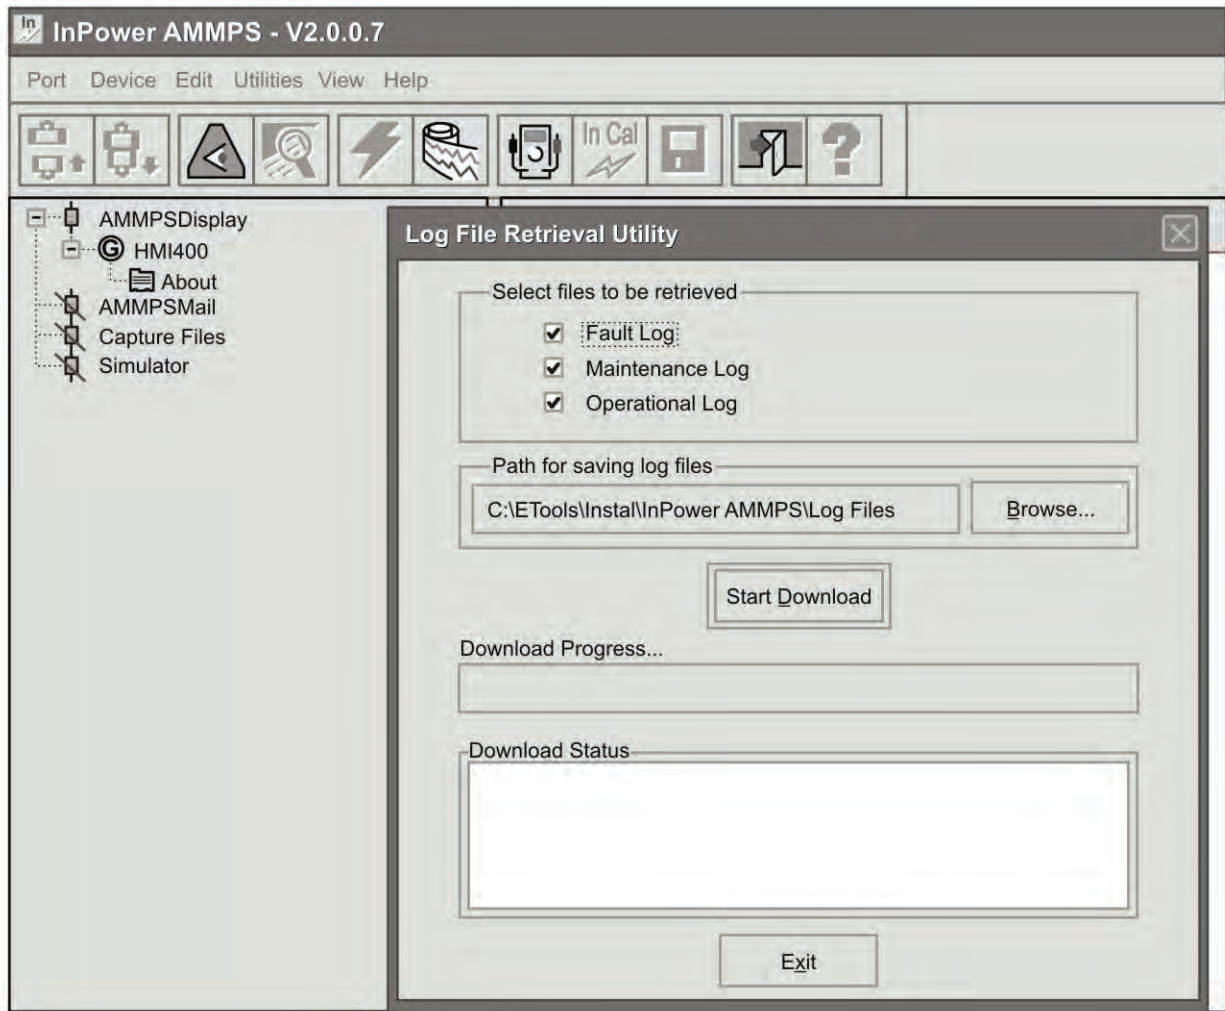 In
InPower AMMPS - V2.0.0.7
Port Device Edit Utilities View Help
In Cal
?
AMMPSDisplay
G HMI400
About
AMMPSMail
Capture Files
Simulator
Log File Retrieval Utility
Select files to be retrieved
Fault Log
Maintenance Log
Operational Log
Path for saving log files
C:\ETools\Instal\InPower AMMPS\Log Files
Browse...
Start Download
Download Progress...
Download Status
Exit